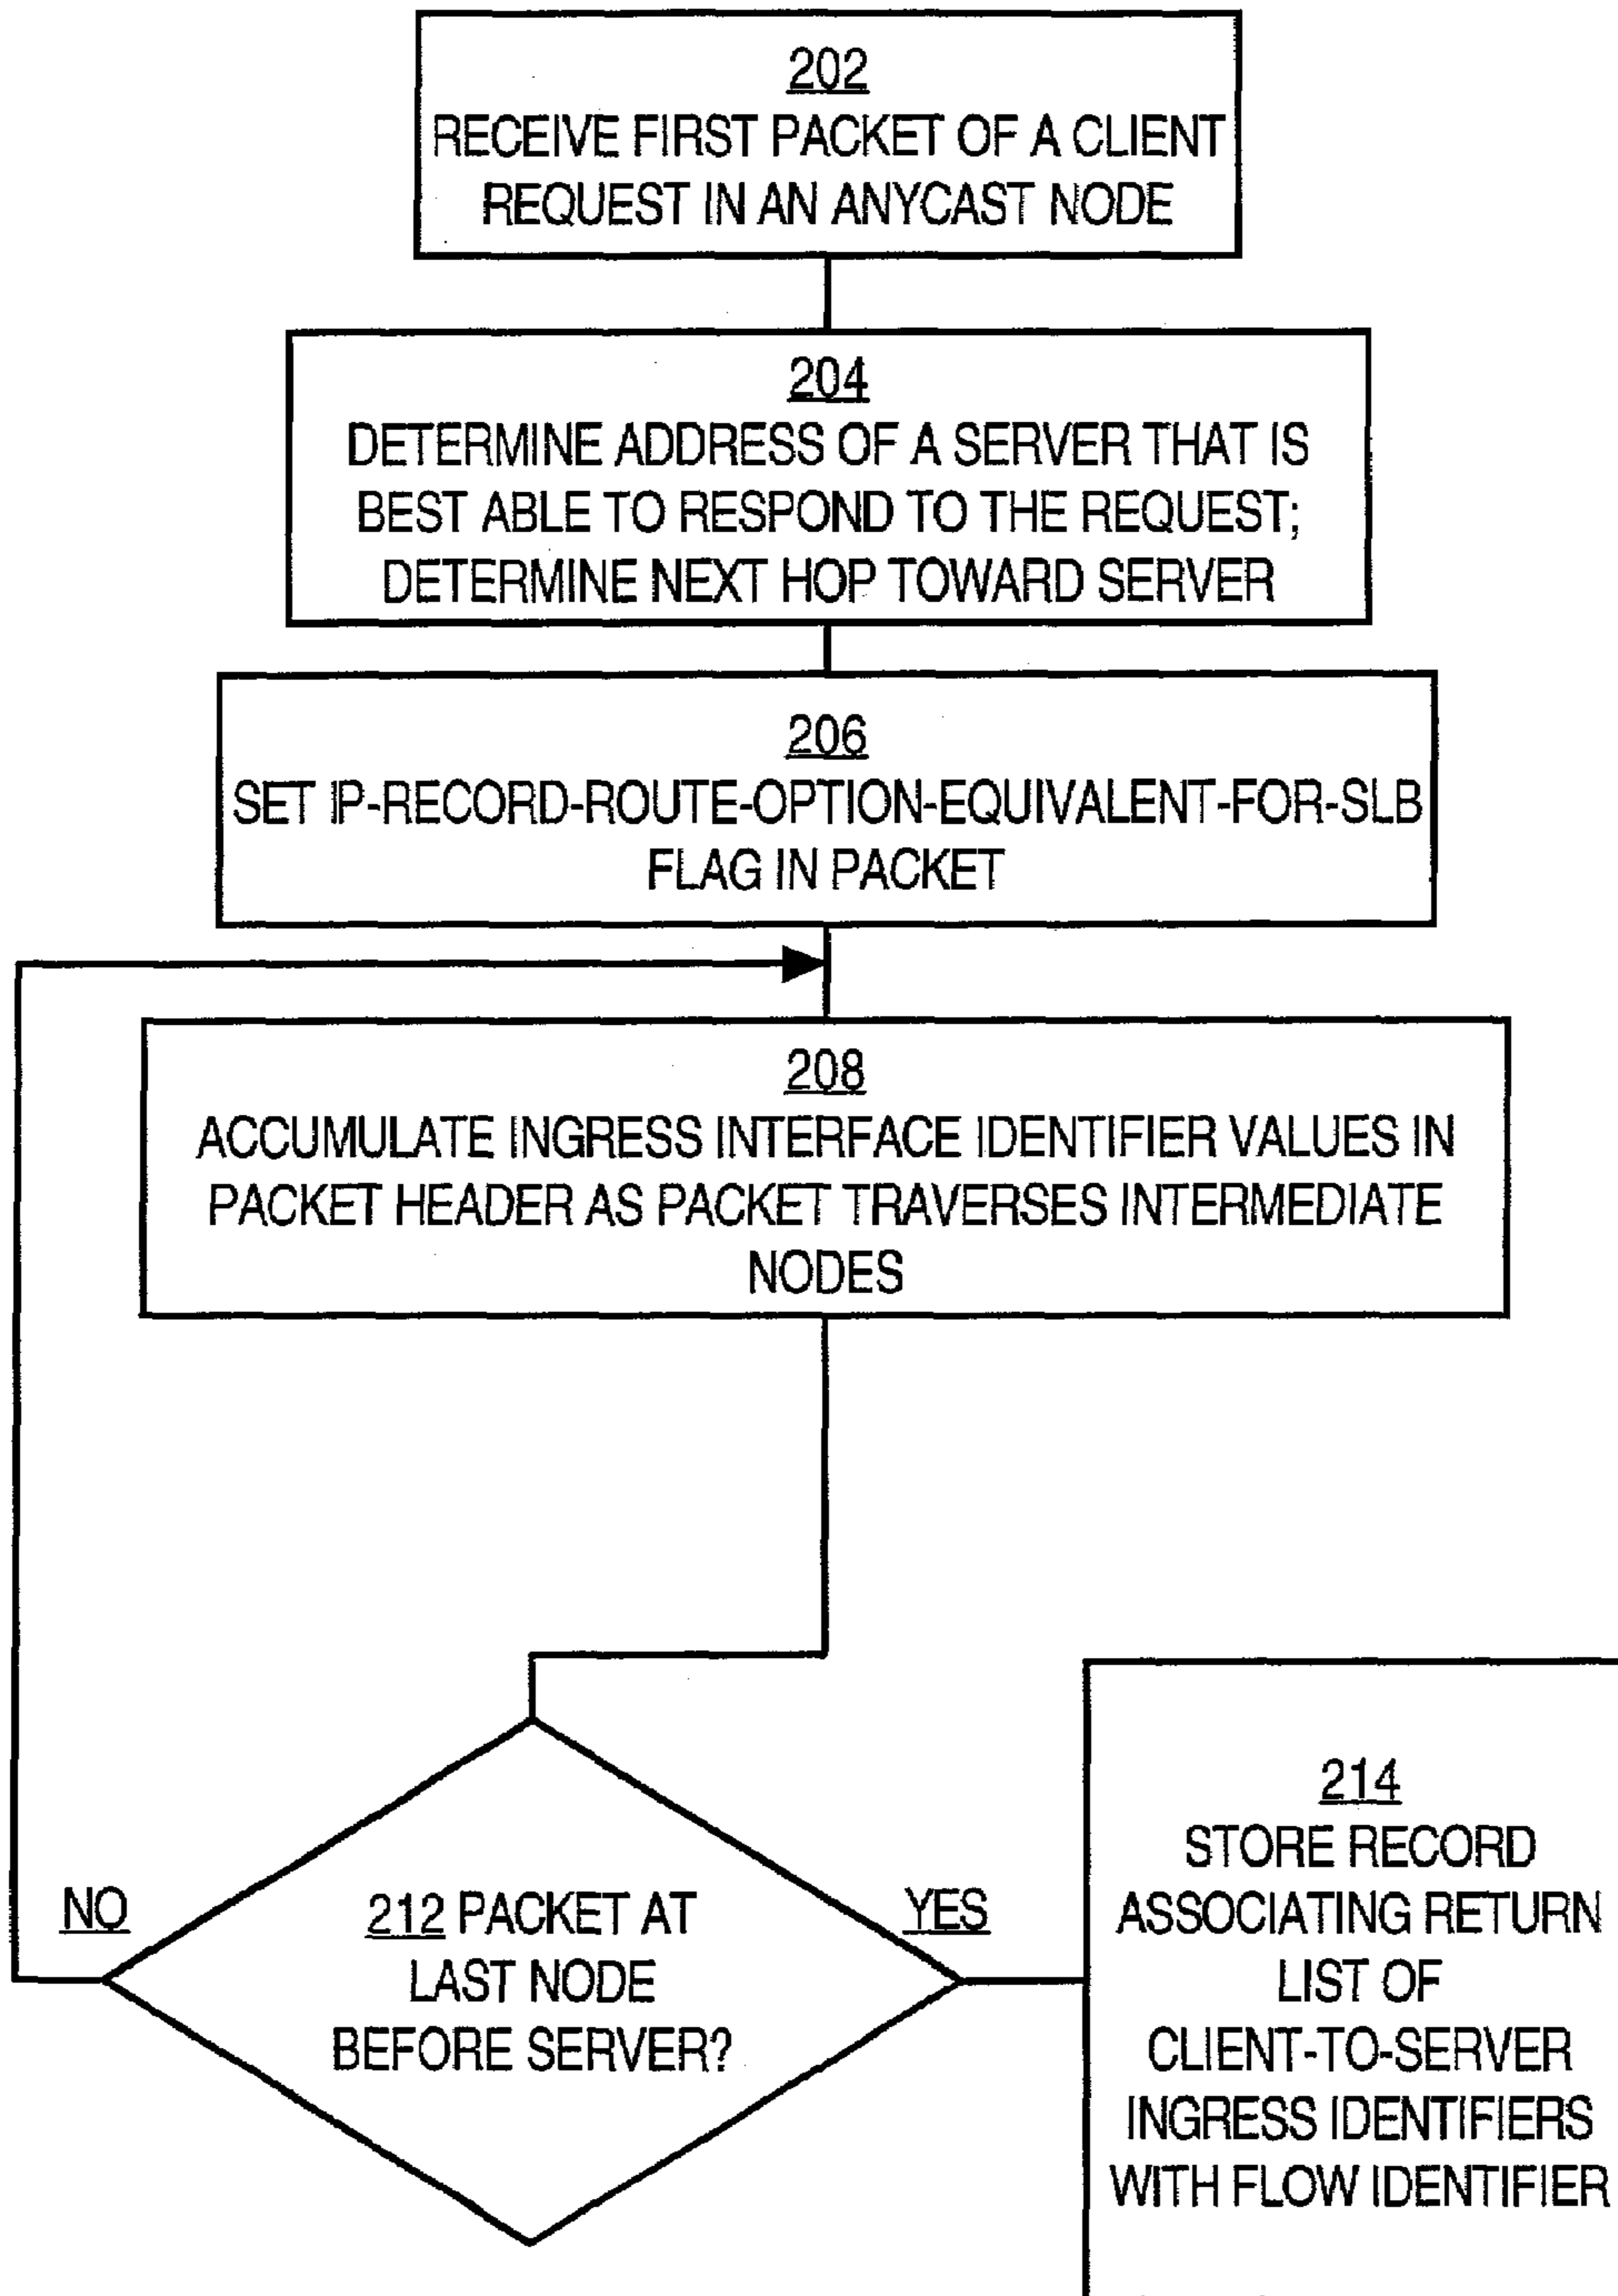 202
RECEIVE FIRST PACKET OF A CLIENT
REQUEST IN AN ANYCAST NODE
204
DETERMINE ADDRESS OF A SERVER THAT IS
BEST ABLE TO RESPOND TO THE REQUEST;
DETERMINE NEXT HOP TOWARD SERVER
206
SET IP-RECORD-ROUTE-OPTION-EQUIVALENT-FOR-SLB
FLAG IN PACKET
208
ACCUMULATE INGRESS INTERFACE IDENTIFIER VALUES IN
PACKET HEADER AS PACKET TRAVERSES INTERMEDIATE
NODES
NO
212 PACKET AT
LAST NODE
BEFORE SERVER?
YES
214
STORE RECORD
ASSOCIATING RETURN
LIST OF
CLIENT-TO-SERVER
INGRESS IDENTIFIERS
WITH FLOW IDENTIFIER